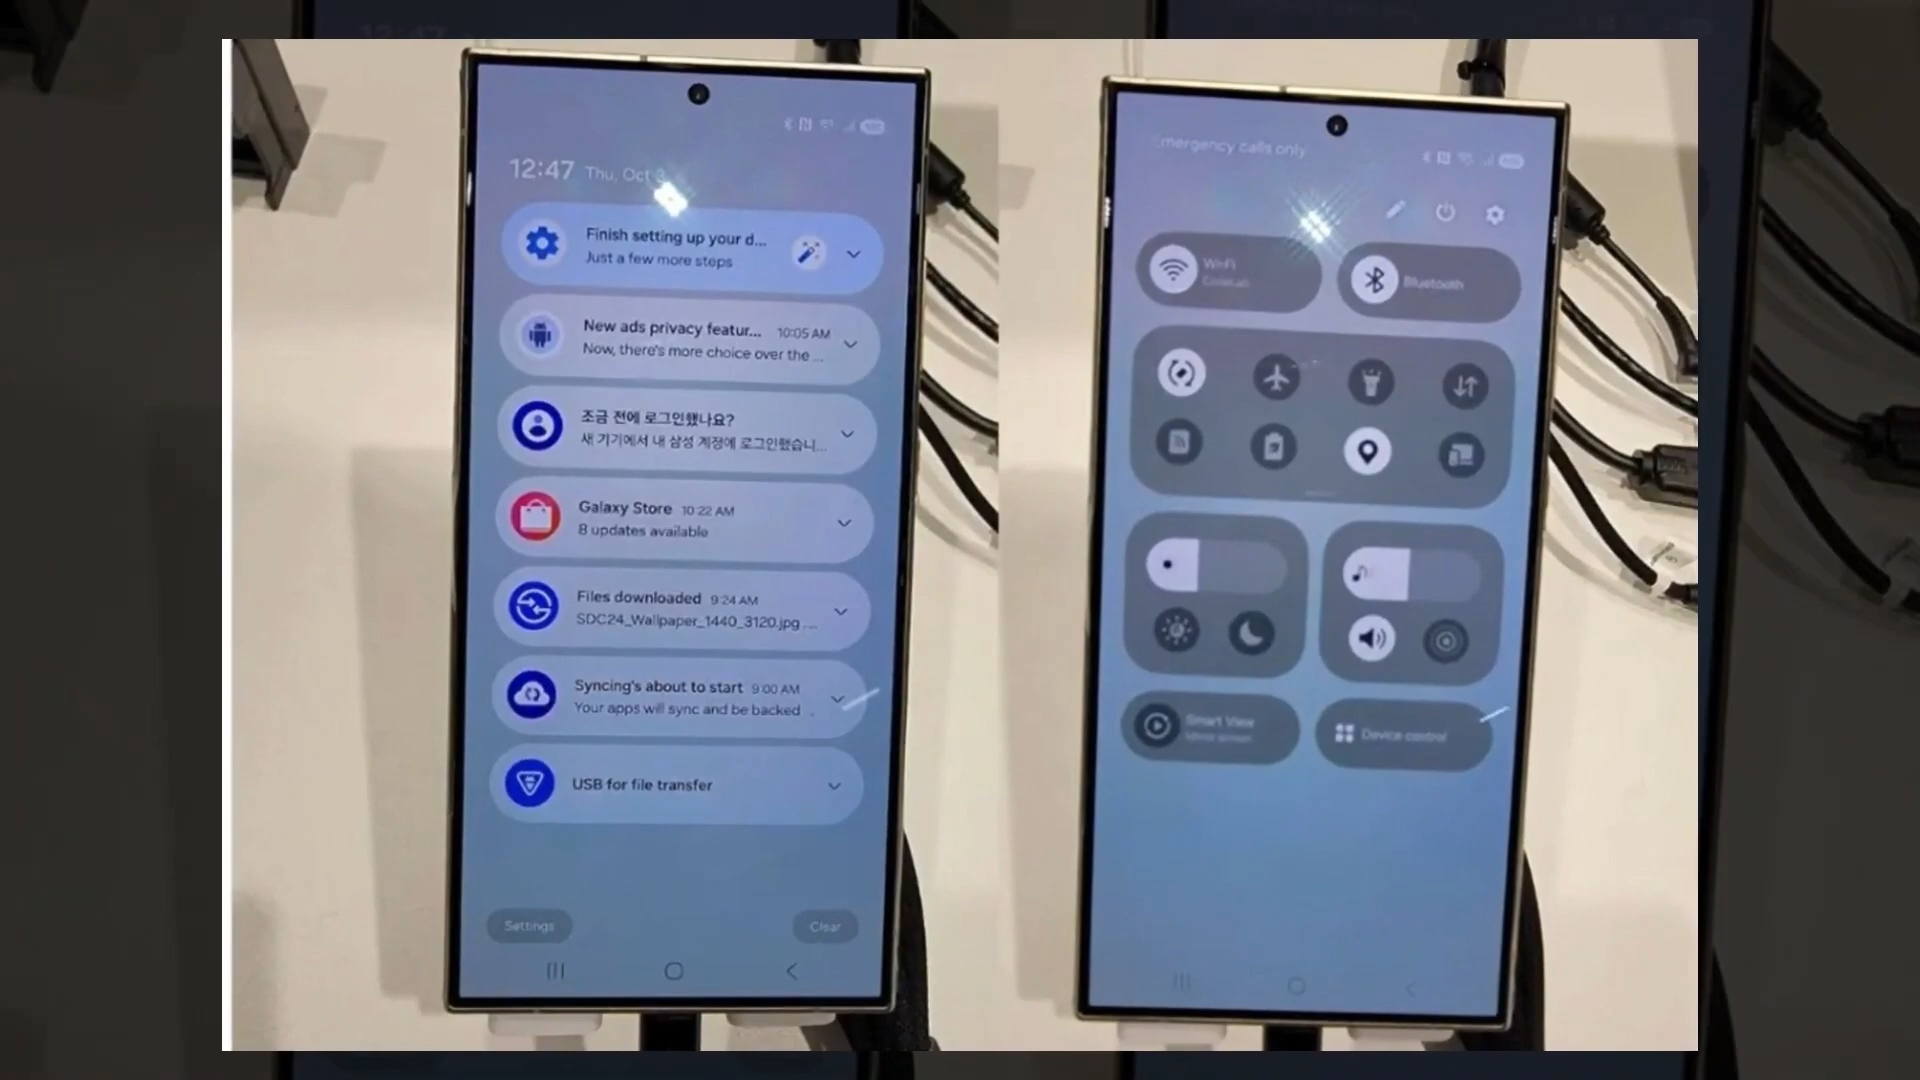 12:47 Thu, Oct 3
Finish setting up your d...
Just a few more steps
New ads privacy featur... 10:05 AM
Now, there's more choice over the ...
조금 전에 로그인했나요?
새 기기에서 내 삼성 계정에 로그인했습니...
Galaxy Store 10:22 AM
8 updates available
Files downloaded 9:24 AM
SDC24_Wallpaper_1440_3120.jpg ...
Syncing's about to start 9:00 AM
Your apps will sync and be backed
USB for file transfer
Settings
Clear
Emergency calls only
Wi-Fi
Bluetooth
Smart View
Mirror screen
Device control